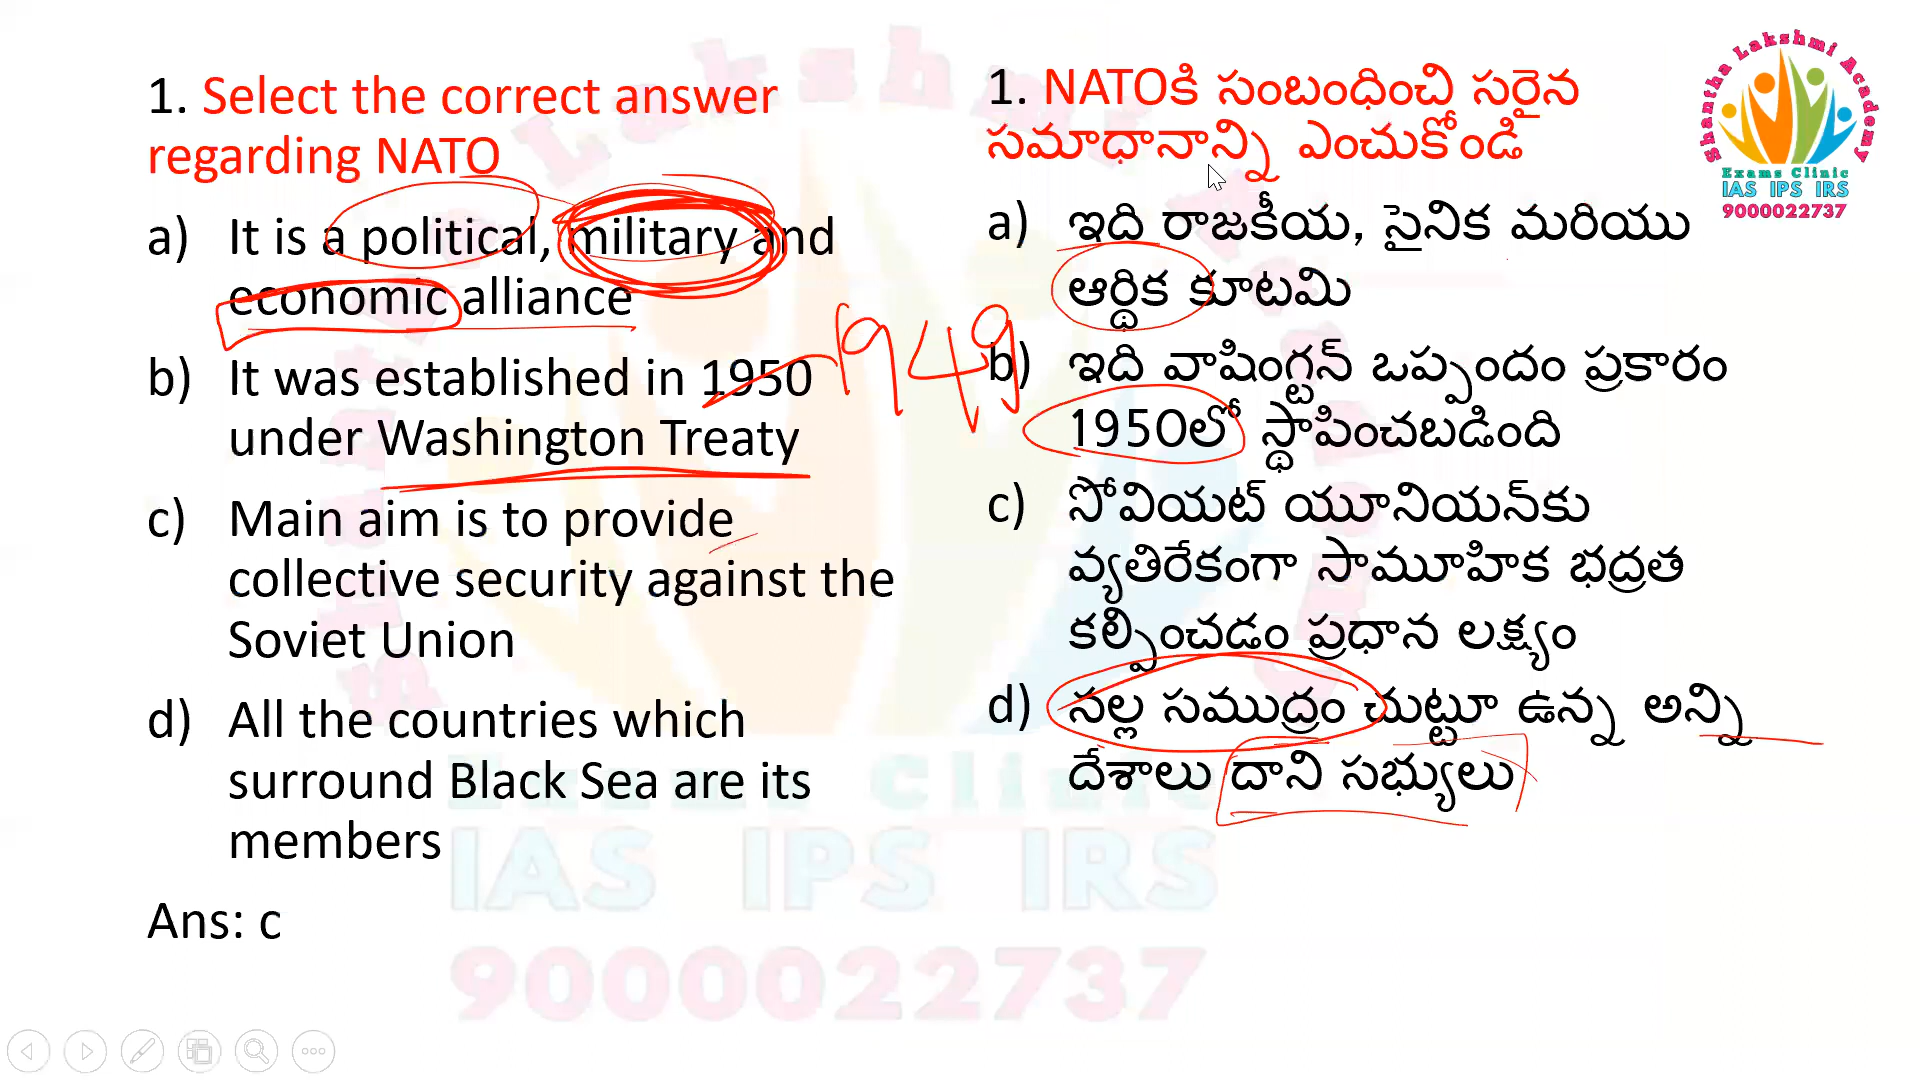 1. Select the correct answer
regarding NATO
a) It is a political, military and
economic alliance
b) It was established in 1950
under Washington Treaty
c) Main aim is to provide
collective security against the
Soviet Union
d) All the countries which
surround Black Sea are its
members
Ans: c
1949
1. NATOకి సంబంధించి సరైన
సమాధానాన్ని ఎంచుకోండి
a) ఇది రాజకీయ, సైనిక మరియు
ఆర్థిక కూటమి
b) ఇది వాషింగ్టన్ ఒప్పందం ప్రకారం
1950లో స్థాపించబడింది
c) సోవియట్ యూనియన్‌కు
వ్యతిరేకంగా సామూహిక భద్రత
కల్పించడం ప్రధాన లక్ష్యం
d) నల్ల సముద్రం చుట్టూ ఉన్న అన్ని
దేశాలు దాని సభ్యులు
Shantha Lakshmi Academy
Exams Clinic
IAS IPS IRS
9000022737
Exams Clinic
IAS IPS IRS
9000022737